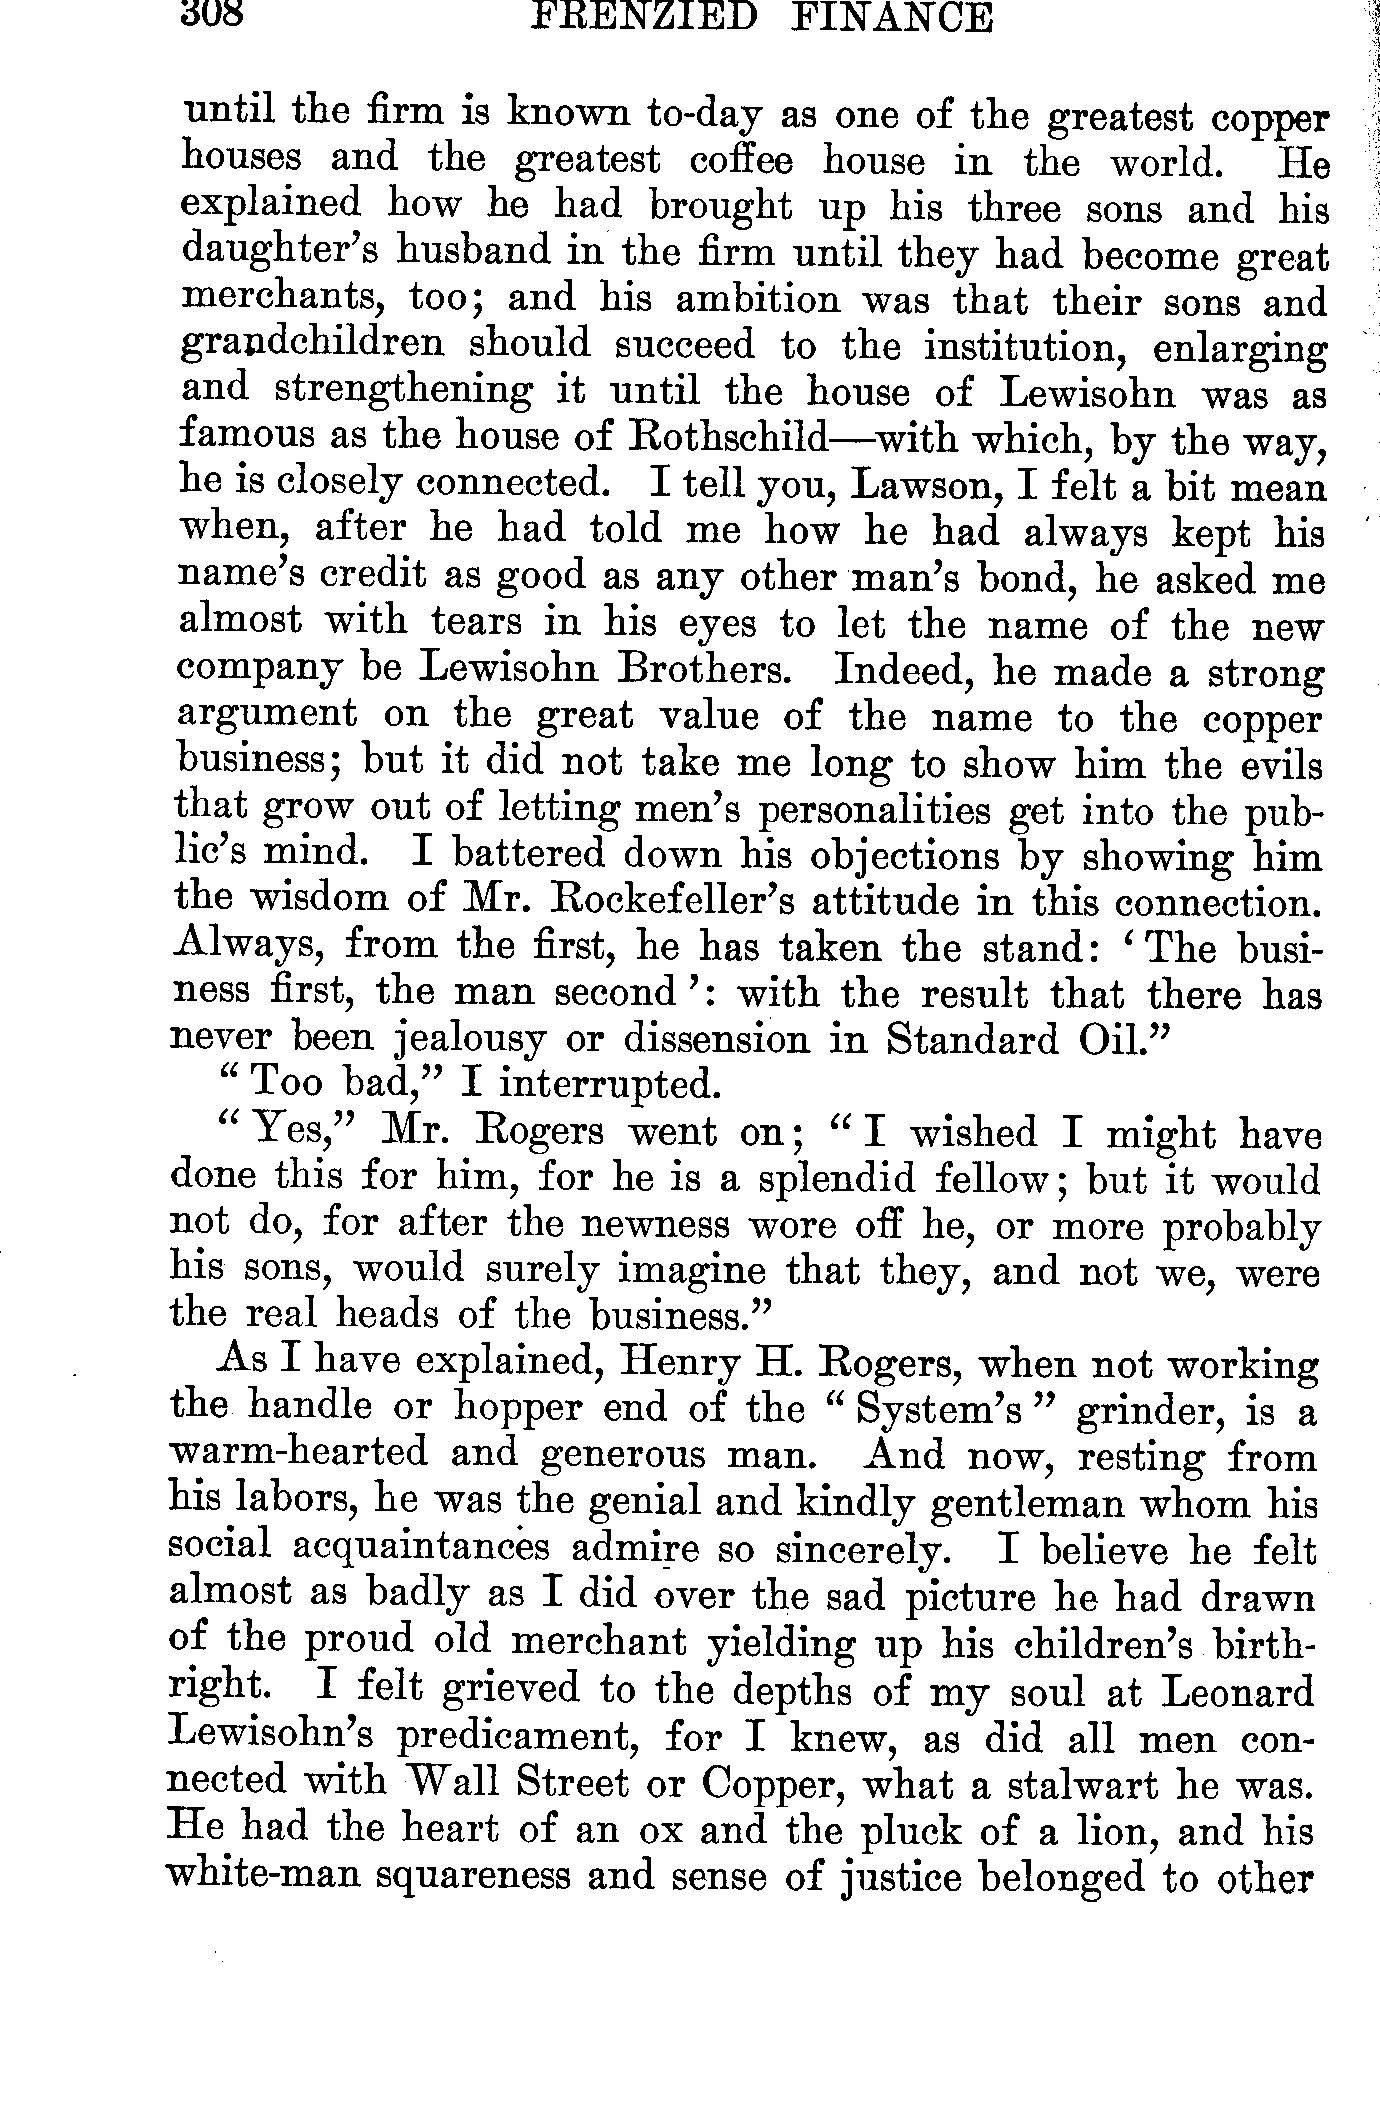 308 FRENZIED FINANCE
until the firm is known to-day as one of the greatest copper
houses and the greatest coffee house in the world. He
explained how he had brought up his three sons and his
daughter's husband in the firm until they had become great
merchants, too; and his ambition was that their sons and
grandchildren should succeed to the institution, enlarging
and strengthening it until the house of Lewisohn was as
famous as the house of Rothschild—with which, by the way,
he is closely connected. I tell you, Lawson, I felt a bit mean
when, after he had told me how he had always kept his
name's credit as good as any other man's bond, he asked me
almost with tears in his eyes to let the name of the new
company be Lewisohn Brothers. Indeed, he made a strong
argument on the great value of the name to the copper
business; but it did not take me long to show him the evils
that grow out of letting men's personalities get into the pub-
lic's mind. I battered down his objections by showing him
the wisdom of Mr. Rockefeller's attitude in this connection.
Always, from the first, he has taken the stand: ‘The busi-
ness first, the man second’: with the result that there has
never been jealousy or dissension in Standard Oil.”
“Too bad,” I interrupted.
“Yes,” Mr. Rogers went on; “I wished I might have
done this for him, for he is a splendid fellow; but it would
not do, for after the newness wore off he, or more probably
his sons, would surely imagine that they, and not we, were
the real heads of the business.”
As I have explained, Henry H. Rogers, when not working
the handle or hopper end of the “System's” grinder, is a
warm-hearted and generous man. And now, resting from
his labors, he was the genial and kindly gentleman whom his
social acquaintances admire so sincerely. I believe he felt
almost as badly as I did over the sad picture he had drawn
of the proud old merchant yielding up his children's birth-
right. I felt grieved to the depths of my soul at Leonard
Lewisohn's predicament, for I knew, as did all men con-
nected with Wall Street or Copper, what a stalwart he was.
He had the heart of an ox and the pluck of a lion, and his
white-man squareness and sense of justice belonged to other